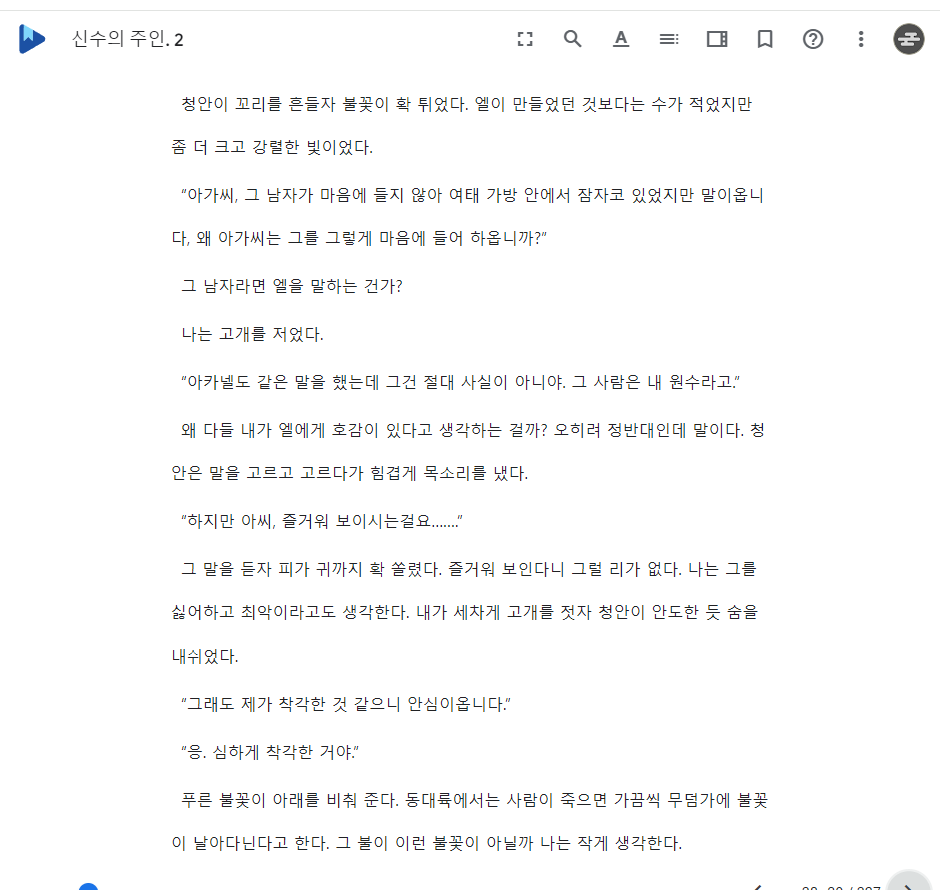 신수의 주인. 2
청안이 꼬리를 흔들자 불꽃이 확 튀었다. 엘이 만들었던 것보다는 수가 적었지만
좀 더 크고 강렬한 빛이었다.
"아가씨, 그 남자가 마음에 들지 않아 여태 가방 안에서 잠자코 있었지만 말이옵니
다, 왜 아가씨는 그를 그렇게 마음에 들어 하옵니까?"
그 남자라면 엘을 말하는 건가?
나는 고개를 저었다.
"아카넬도 같은 말을 했는데 그건 절대 사실이 아니야. 그 사람은 내 원수라고."
왜 다들 내가 엘에게 호감이 있다고 생각하는 걸까? 오히려 정반대인데 말이다. 청
안은 말을 고르고 고르다가 힘겹게 목소리를 냈다.
"하지만 아씨, 즐거워 보이시는걸요......."
그 말을 듣자 피가 귀까지 확 쏠렸다. 즐거워 보인다니 그럴 리가 없다. 나는 그를
싫어하고 최악이라고도 생각한다. 내가 세차게 고개를 젓자 청안이 안도한 듯 숨을
내쉬었다.
"그래도 제가 착각한 것 같으니 안심이옵니다."
"응. 심하게 착각한 거야."
푸른 불꽃이 아래를 비춰 준다. 동대륙에서는 사람이 죽으면 가끔씩 무덤가에 불꽃
이 날아다닌다고 한다. 그 불이 이런 불꽃이 아닐까 나는 작게 생각한다.